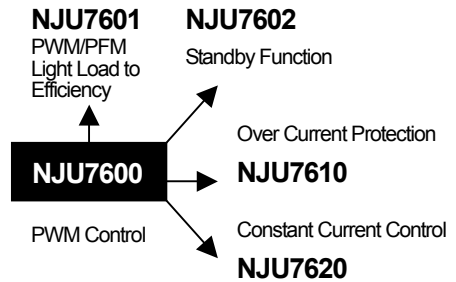 NJU7601
PWM/PFM
Light Load to
Efficiency
NJU7602
Standby Function
NJU7600
PWM Control
Over Current Protection
NJU7610
Constant Current Control
NJU7620